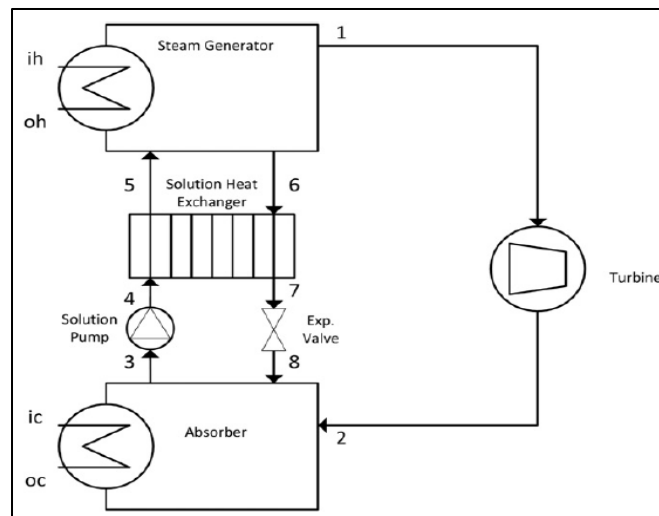 Steam Generator
1
ih
oh
5
6
Solution Heat
Exchanger
Turbine
4
7
Solution
Pump
Exp.
Valve
3
8
ic
Absorber
2
oc